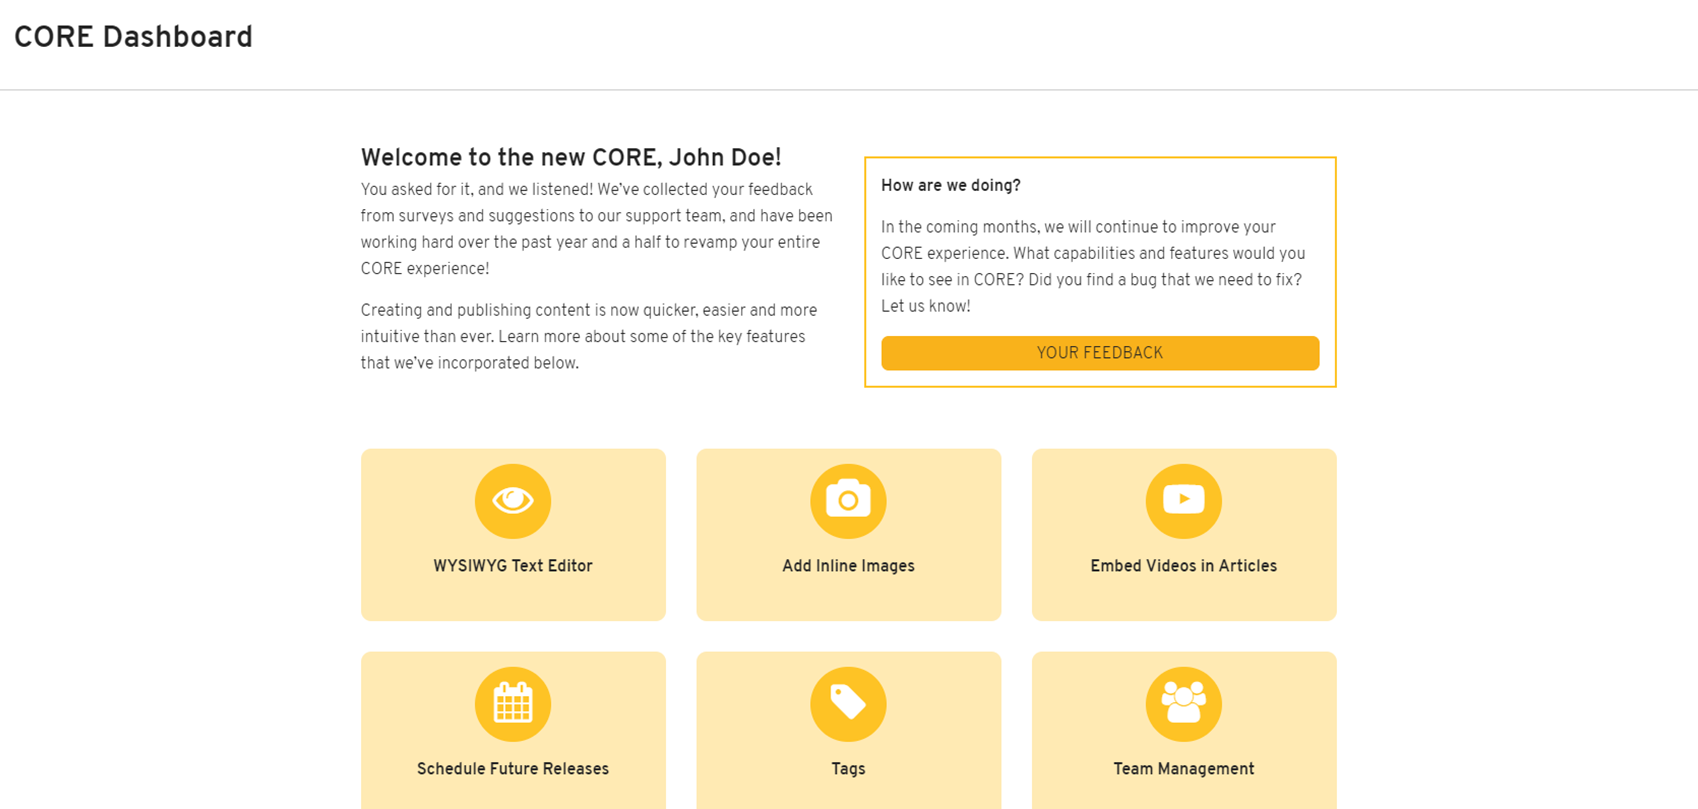 CORE Dashboard
Welcome to the new CORE, John Doe!
You asked for it, and we listened! We've collected your feedback
from surveys and suggestions to our support team, and have been
working hard over the past year and a half to revamp your entire
CORE experience!
Creating and publishing content is now quicker, easier and more
intuitive than ever. Learn more about some of the key features
that we've incorporated below.
How are we doing?
In the coming months, we will continue to improve your
CORE experience. What capabilities and features would you
like to see in CORE? Did you find a bug that we need to fix?
Let us know!
YOUR FEEDBACK
WYSIWYG Text Editor
Add Inline Images
Embed Videos in Articles
Schedule Future Releases
Tags
Team Management